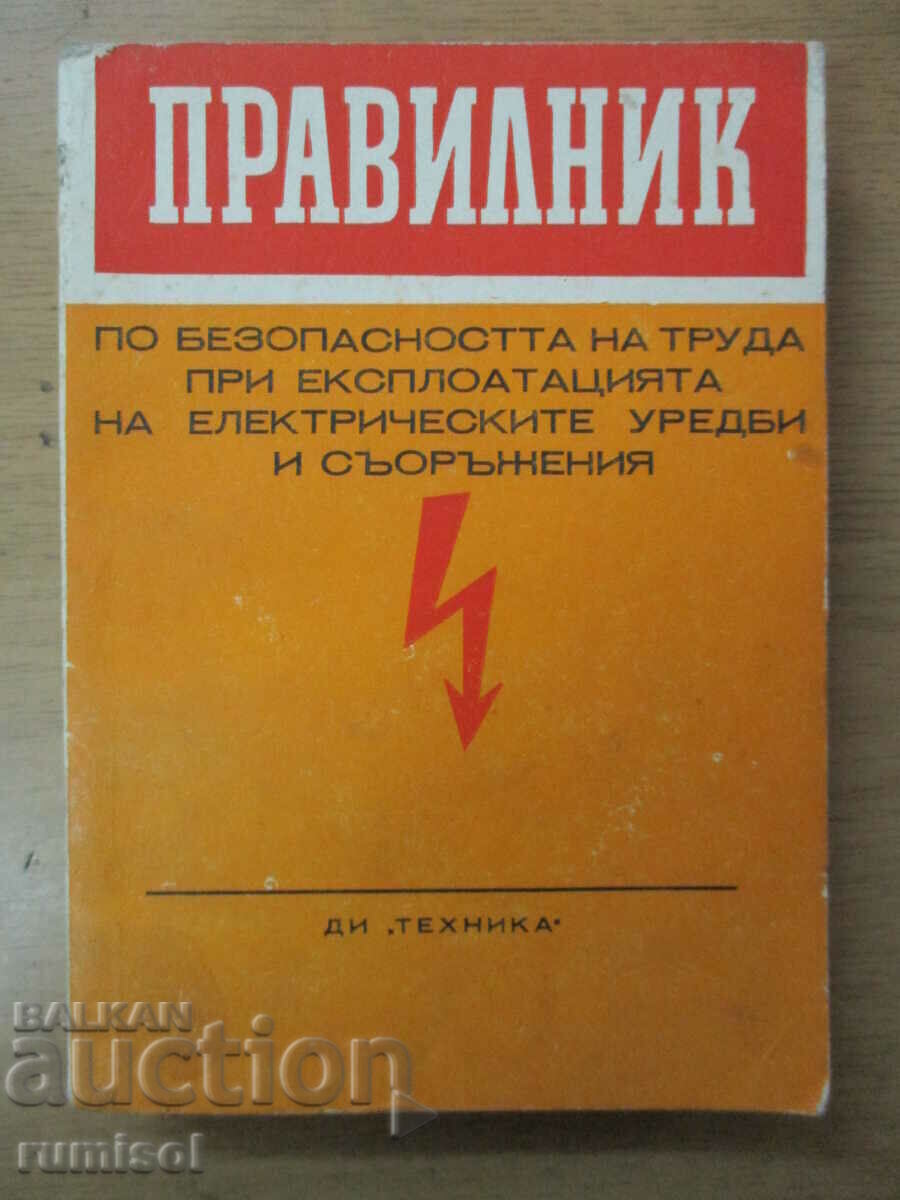 ПРАВИЛНИК
ПО БЕЗОПАСНОСТТА НА ТРУДА
ПРИ ЕКСПЛОАТАЦИЯТА
НА ЕЛЕКТРИЧЕСКИТЕ УРЕДБИ
И СЪОРЪЖЕНИЯ
ДИ „ТЕХНИКА"
BALKAN
auction
rumisol